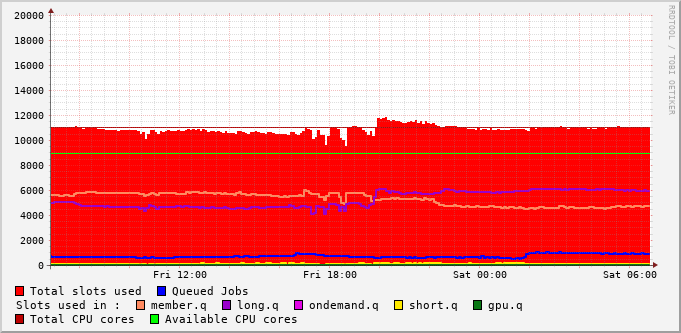 20000
18000
16000
14000
12000
10000
8000
6000
4000
2000
0
Fri 12:00 Fri 18:00 Sat 00:00 Sat 06:00
RRDTOOL / TOBI OETIKER
Total slots used Queued Jobs
Slots used in : member.q long.q ondemand.q short.q gpu.q
Total CPU cores Available CPU cores